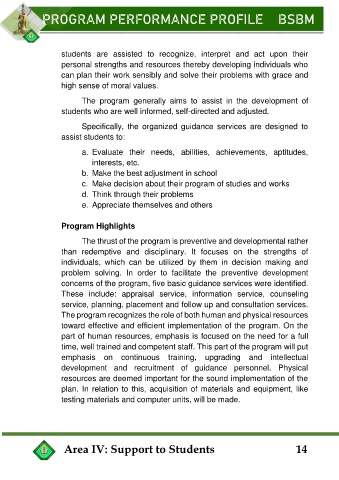 PROGRAM PERFORMANCE PROFILE BSBM
students are assisted to recognize, interpret and act upon their
personal strengths and resources thereby developing individuals who
can plan their work sensibly and solve their problems with grace and
high sense of moral values.
The program generally aims to assist in the development of
students who are well informed, self-directed and adjusted.
Specifically, the organized guidance services are designed to
assist students to:
a. Evaluate their needs, abilities, achievements, aptitudes,
interests, etc.
b. Make the best adjustment in school
c. Make decision about their program of studies and works
d. Think through their problems
e. Appreciate themselves and others
Program Highlights
The thrust of the program is preventive and developmental rather
than redemptive and disciplinary. It focuses on the strengths of
individuals, which can be utilized by them in decision making and
problem solving. In order to facilitate the preventive development
concerns of the program, five basic guidance services were identified.
These include: appraisal service, information service, counseling
service, planning, placement and follow up and consultation services.
The program recognizes the role of both human and physical resources
toward effective and efficient implementation of the program. On the
part of human resources, emphasis is focused on the need for a full
time, well trained and competent staff. This part of the program will put
emphasis on continuous training, upgrading and intellectual
development and recruitment of guidance personnel. Physical
resources are deemed important for the sound implementation of the
plan. In relation to this, acquisition of materials and equipment, like
testing materials and computer units, will be made.
Area IV: Support to Students 14